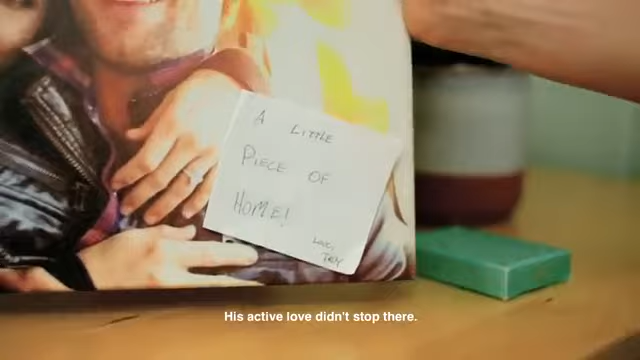 A LITTLE
PIECE OF
HOME!
LOVE,
TREY
His active love didn't stop there.